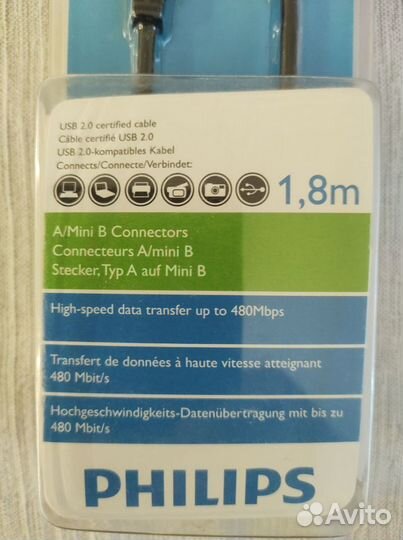 USB 2.0 certified cable
Câble certifié USB 2.0
USB 2.0-kompatibles Kabel
Connects/Connecte/Verbindet:
1,8m
A/Mini B Connectors
Connecteurs A/mini B
Stecker, Typ A auf Mini B
High-speed data transfer up to 480Mbps
Transfert de données à haute vitesse atteignant
480 Mbit/s
Hochgeschwindigkeits-Datenübertragung mit bis zu
480 Mbit/s
PHILIPS
Avito